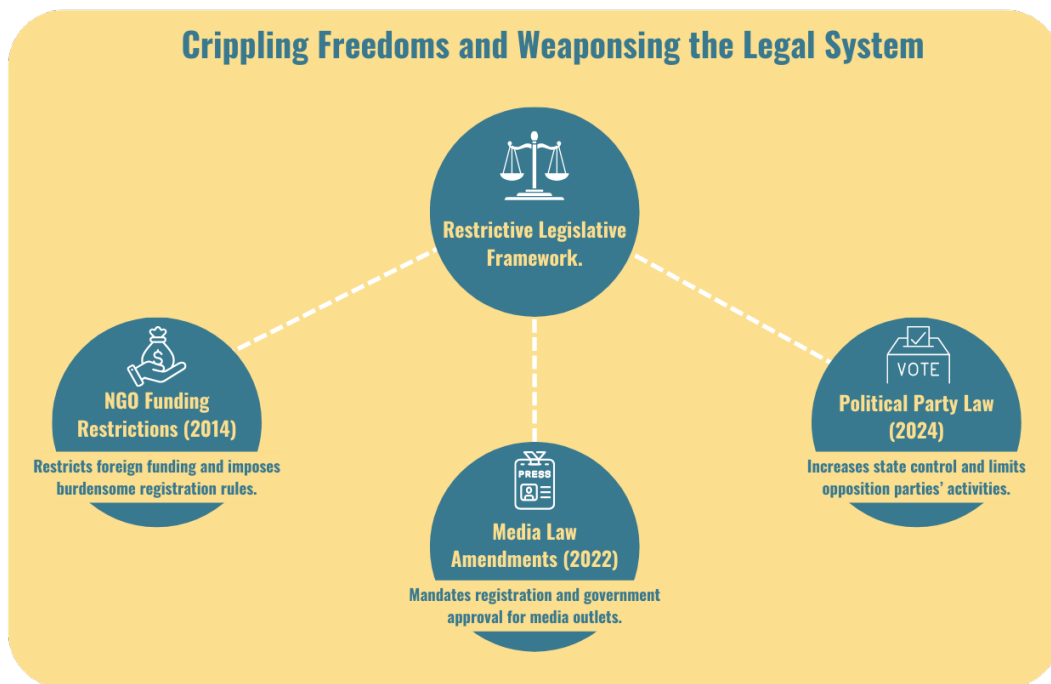 Crippling Freedoms and Weaponsing the Legal System
Restrictive Legislative
Framework.
NGO Funding
Restrictions (2014)
Restricts foreign funding and imposes
burdensome registration rules.
PRESS
Media Law
Amendments (2022)
Mandates registration and government
approval for media outlets.
VOTE
Political Party Law
(2024)
Increases state control and limits
opposition parties’ activities.